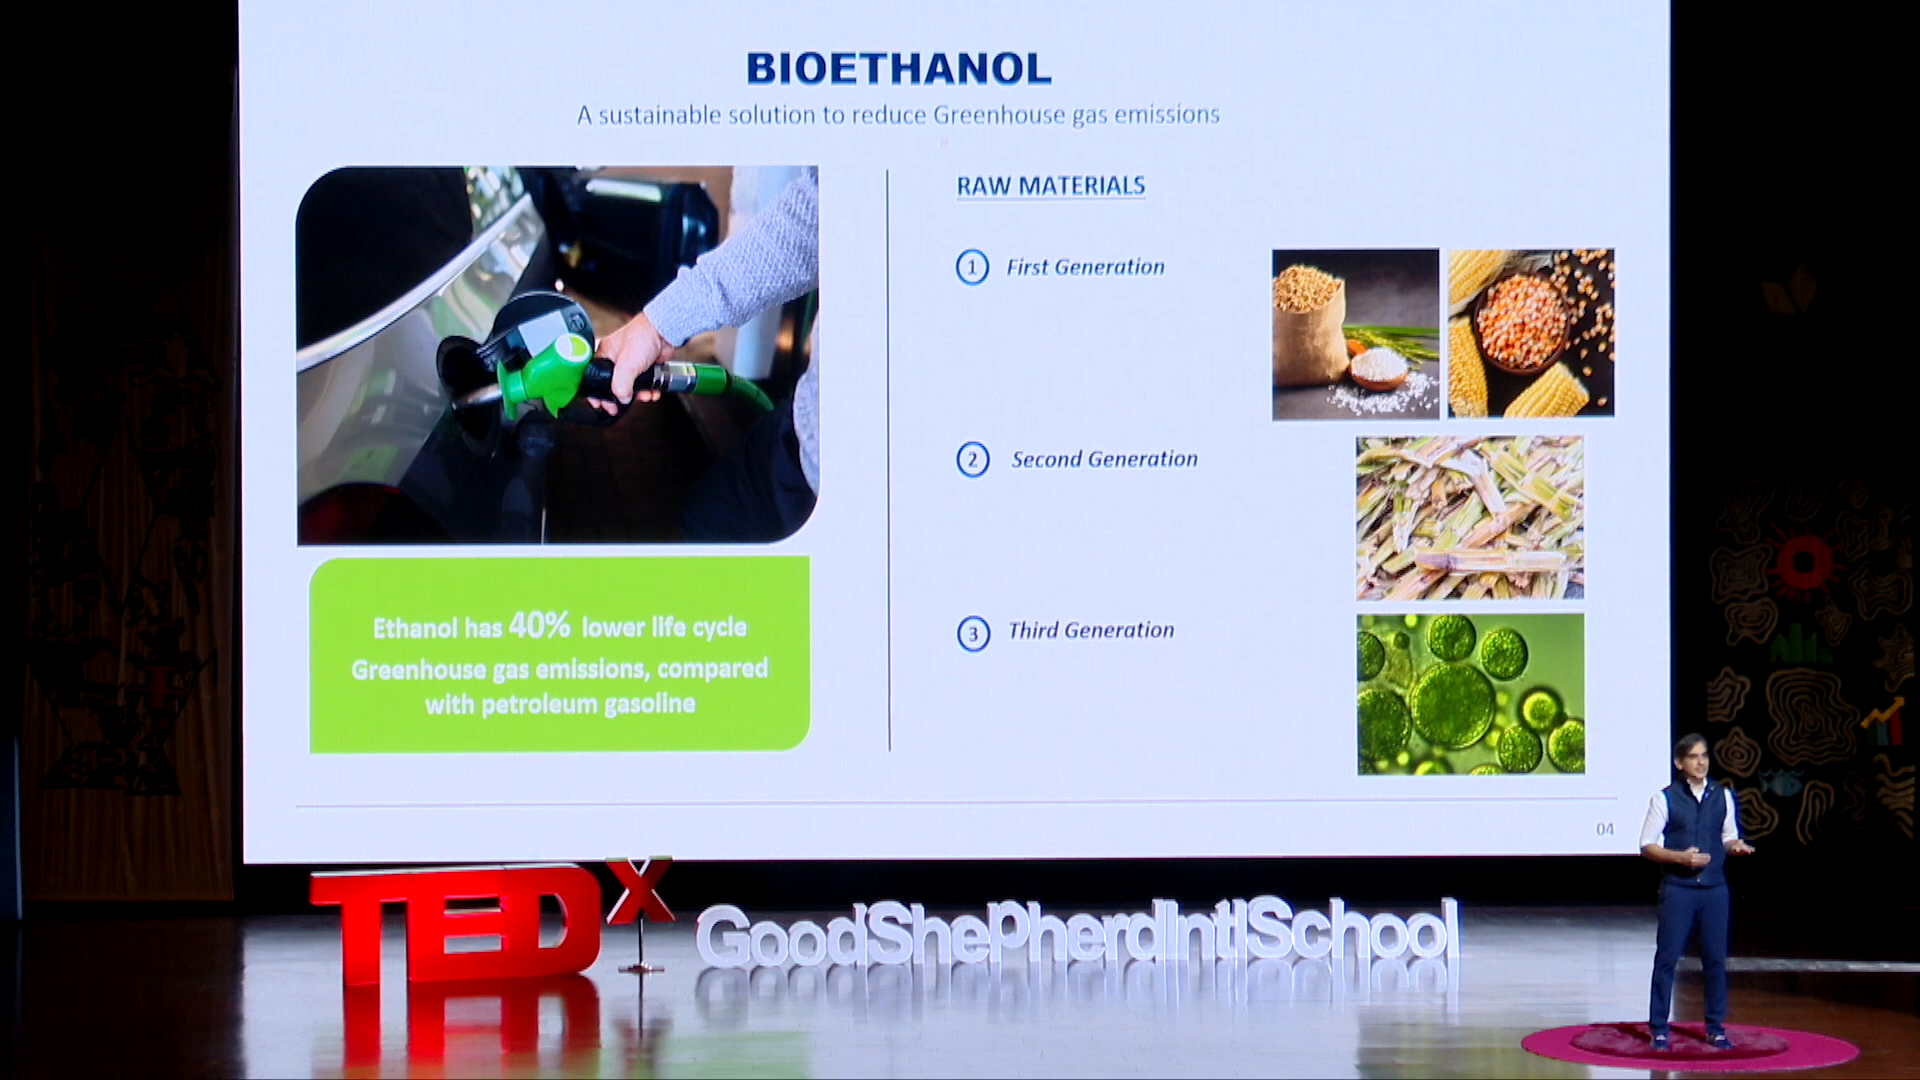 BIOETHANOL
A sustainable solution to reduce Greenhouse gas emissions
Ethanol has 40% lower life cycle
Greenhouse gas emissions, compared
with petroleum gasoline
RAW MATERIALS
1 First Generation
2 Second Generation
3 Third Generation
04
TEDx GoodShePherdIntlSchool